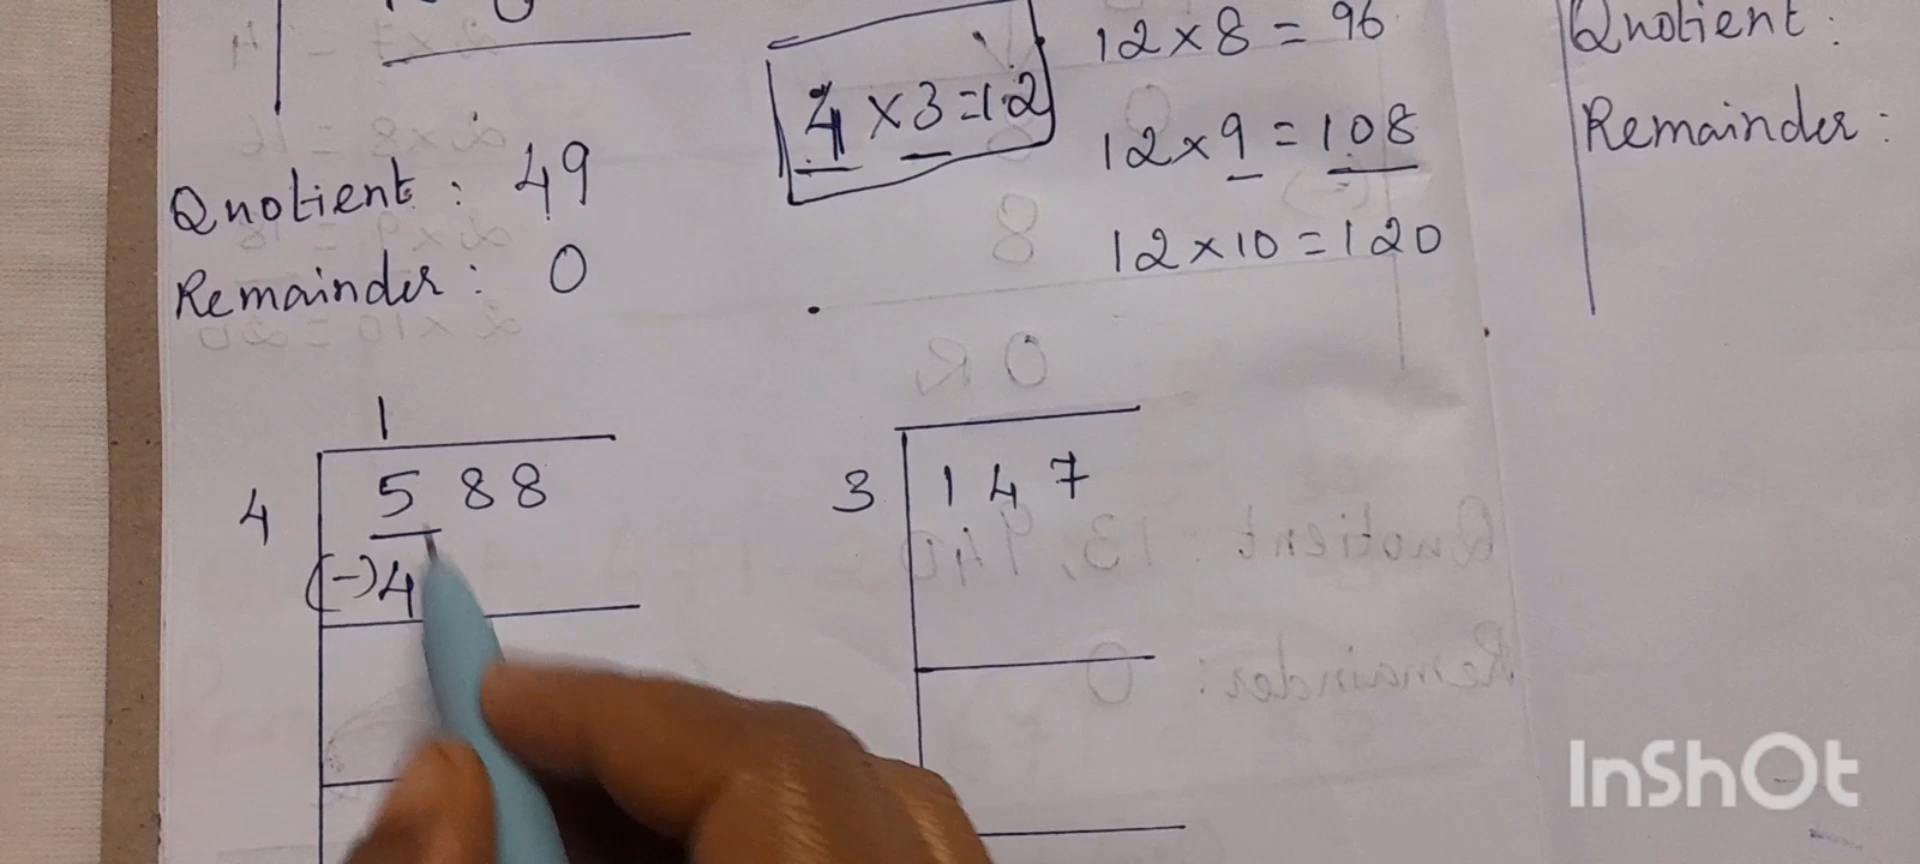 4 × 3 = 12
12 × 8 = 96
12 × 9 = 108
12 × 10 = 120
Quotient : 49
Remainder : 0
Quotient :
Remainder :
1
4 5 8 8
(-) 4
3 1 4 7
InShOt